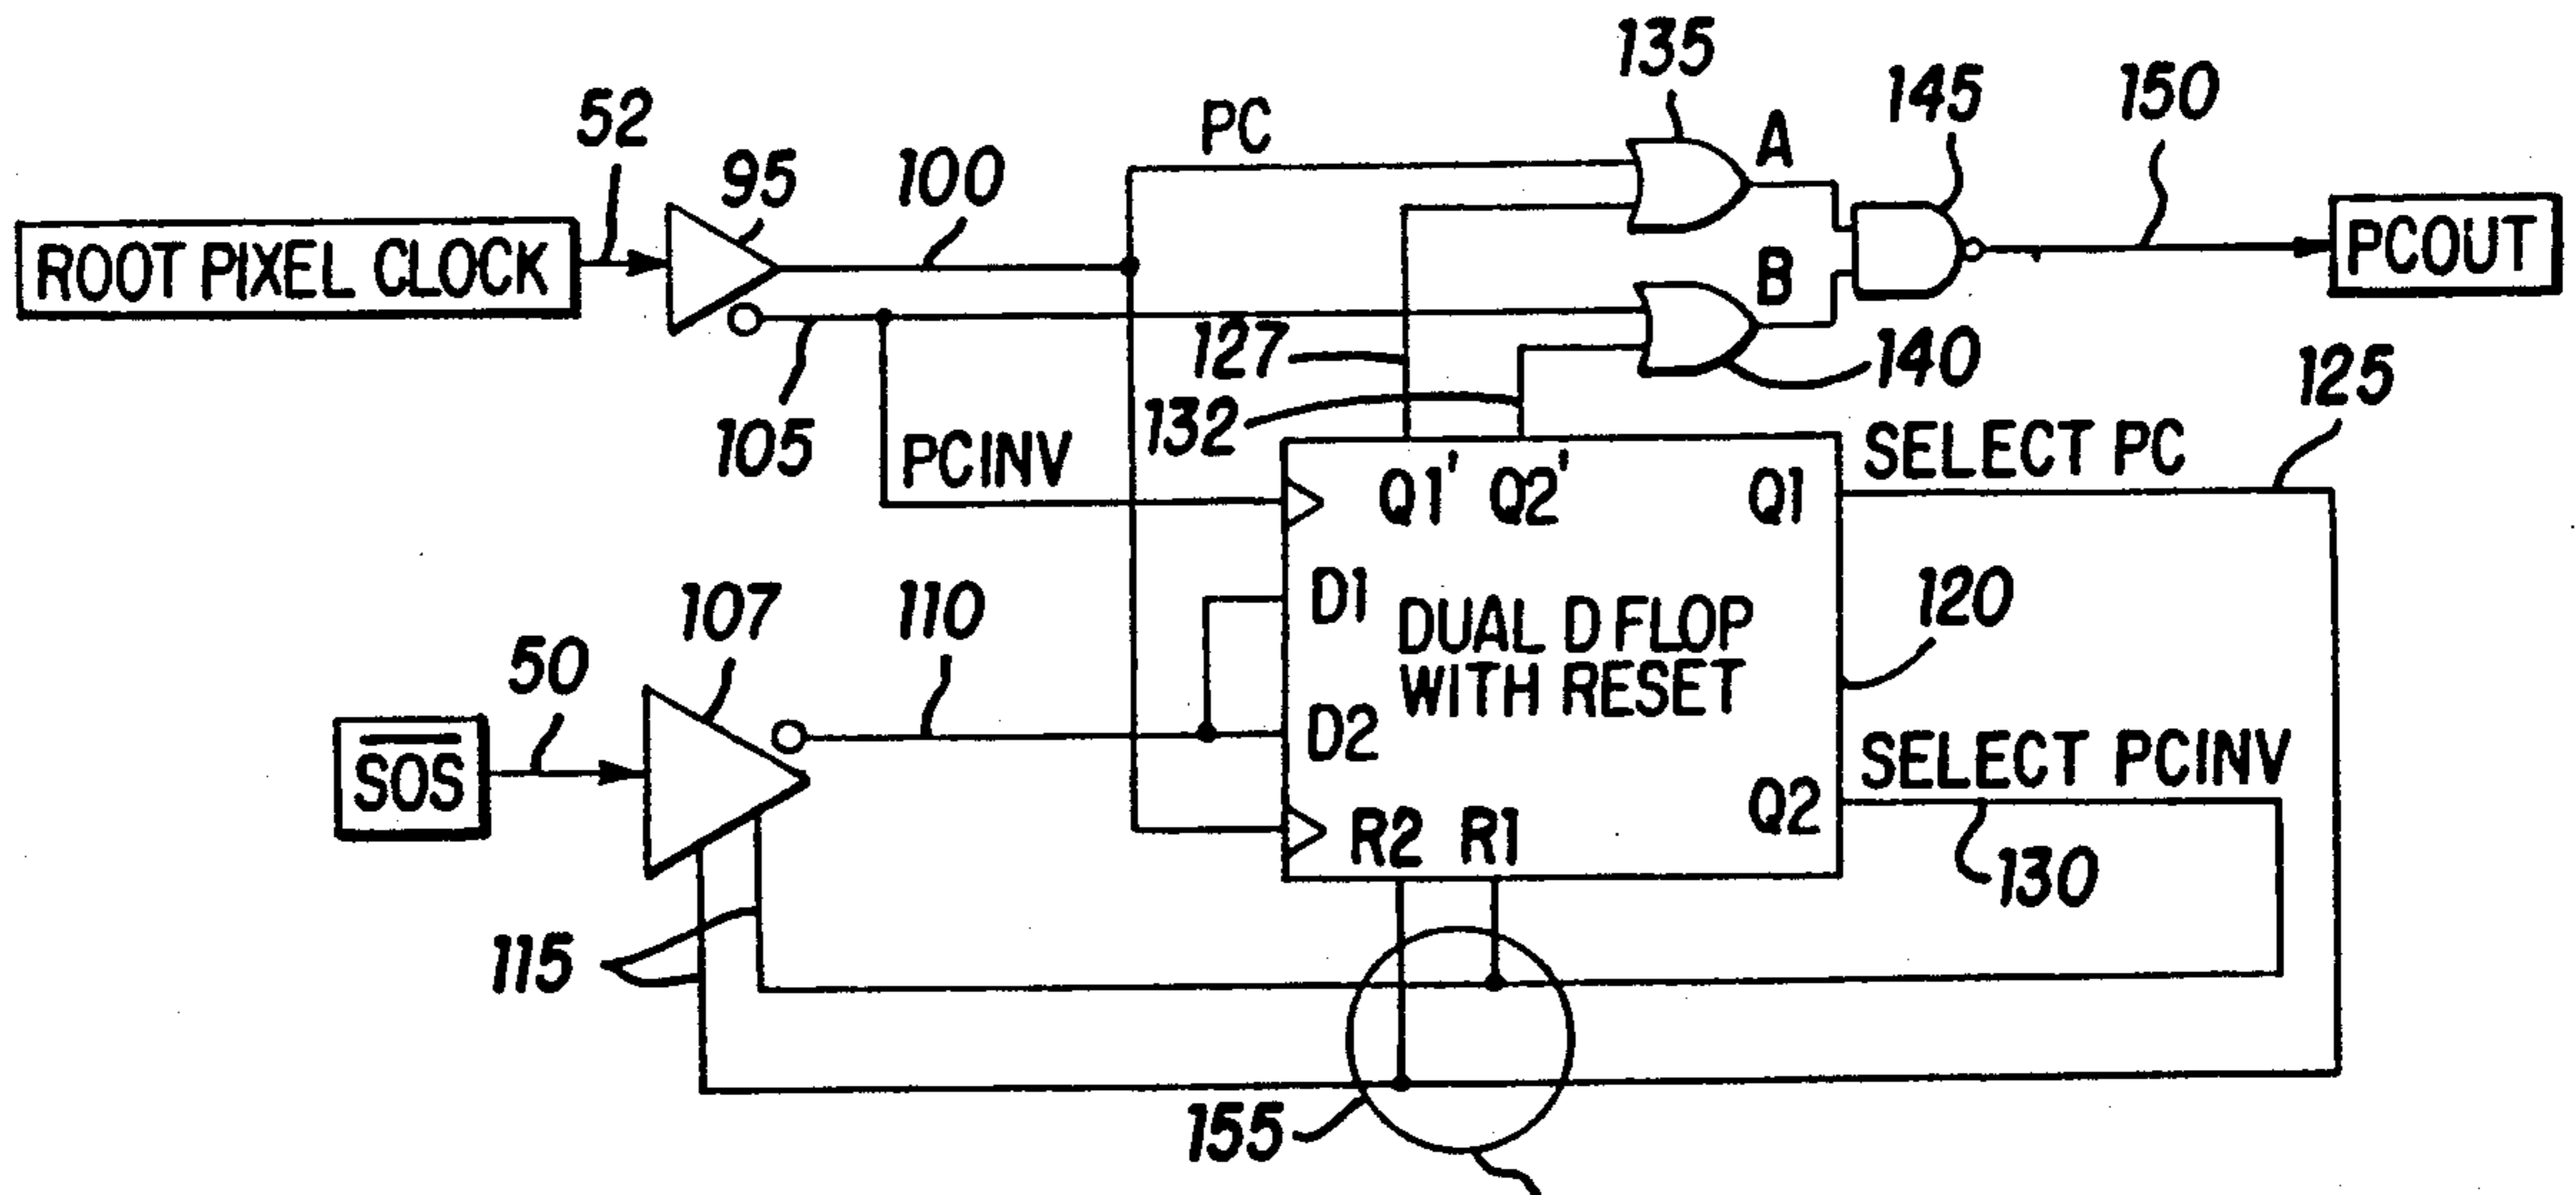 135
145
150
52
95
100
PC
A
ROOT PIXEL CLOCK
PCOUT
B
127
140
125
105
PCINV
132
SELECT PC
Q1'
Q2'
Q1
107
110
D1
DUAL D FLOP
WITH RESET
120
50
D2
SOS
SELECT PCINV
R2
R1
Q2
130
115
155